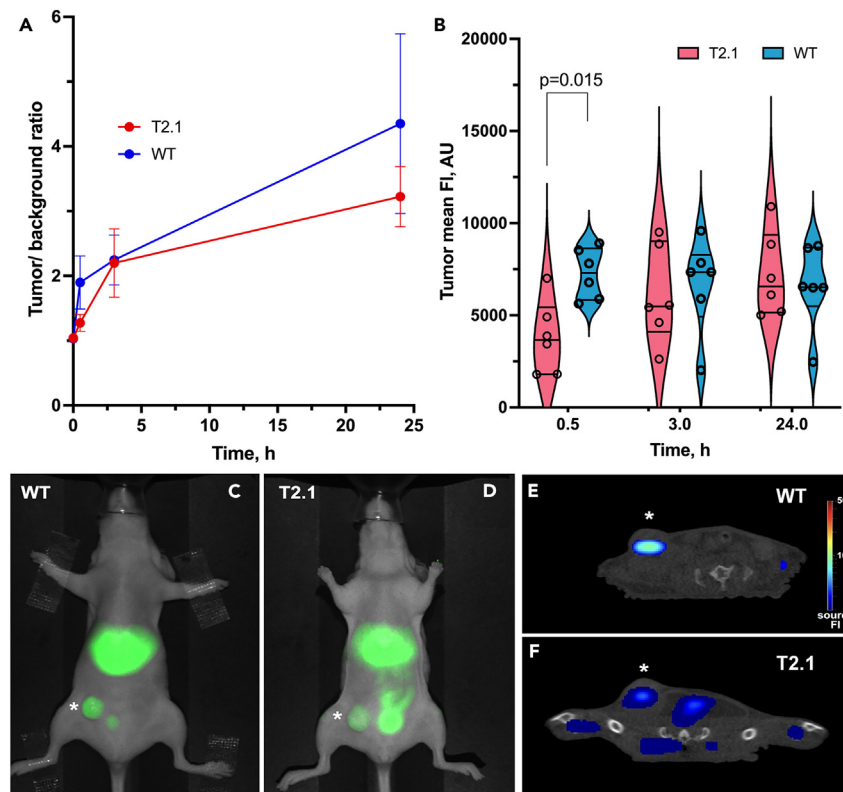 A
Tumor/ background ratio
6
4
2
0
T2.1
WT
0 5 10 15 20 25
Time, h
B
Tumor mean FI, AU
20000
15000
10000
5000
0
T2.1 WT
p=0.015
0.5 3.0 24.0
Time, h
WT C
*
T2.1 D
*
E WT
*
source
FI
F T2.1
*